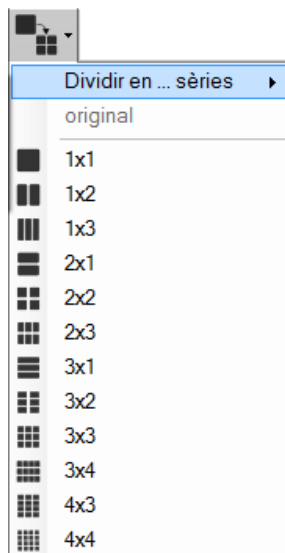 Dividir en ... sèries
original
1x1
1x2
1x3
2x1
2x2
2x3
3x1
3x2
3x3
3x4
4x3
4x4